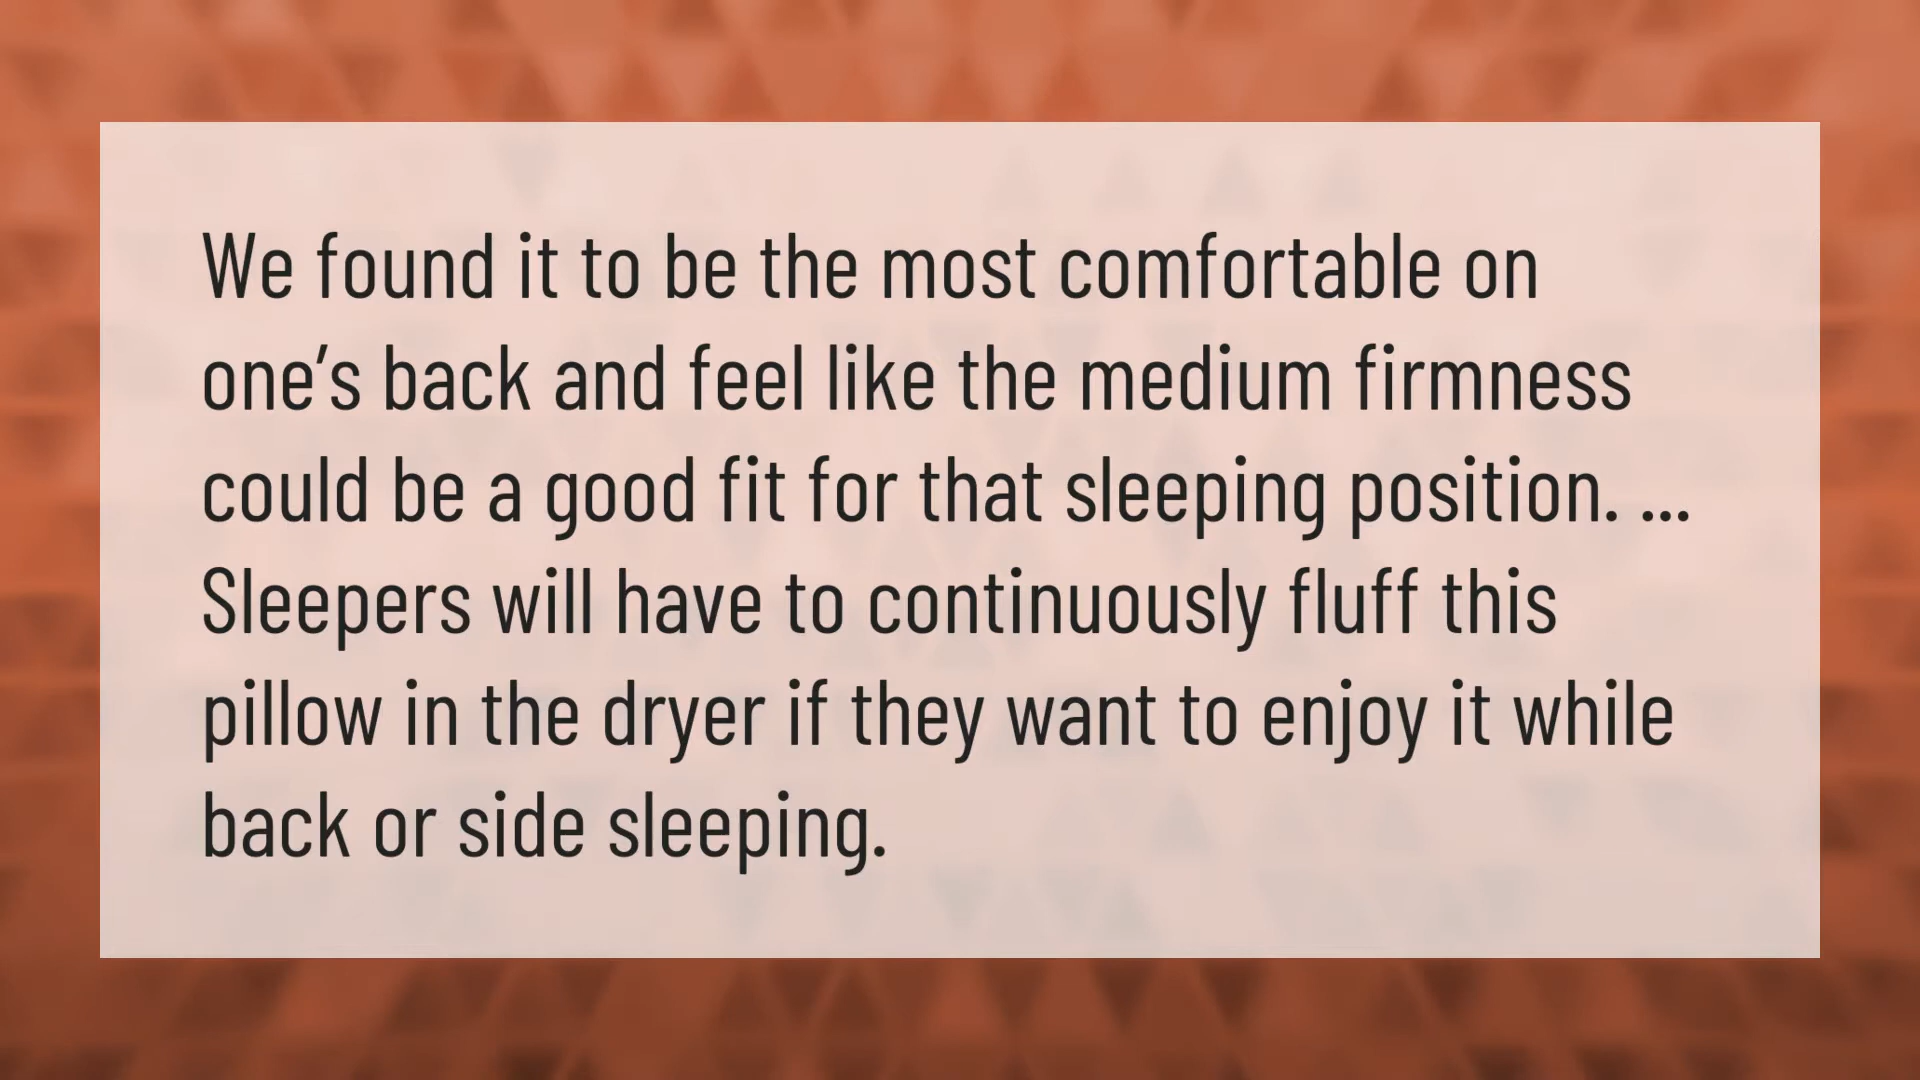 We found it to be the most comfortable on
one’s back and feel like the medium firmness
could be a good fit for that sleeping position. ...
Sleepers will have to continuously fluff this
pillow in the dryer if they want to enjoy it while
back or side sleeping.